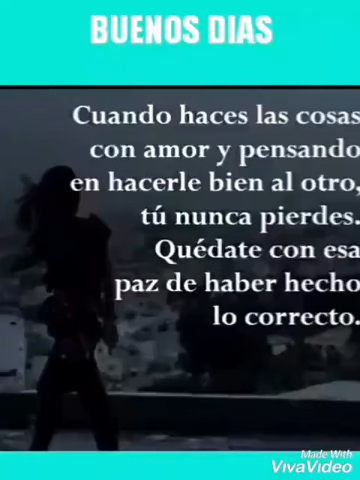 BUENOS DIAS
Cuando haces las cosas
con amor y pensando
en hacerle bien al otro,
tú nunca pierdes.
Quédate con esa
paz de haber hecho
lo correcto.
Made With
VivaVideo